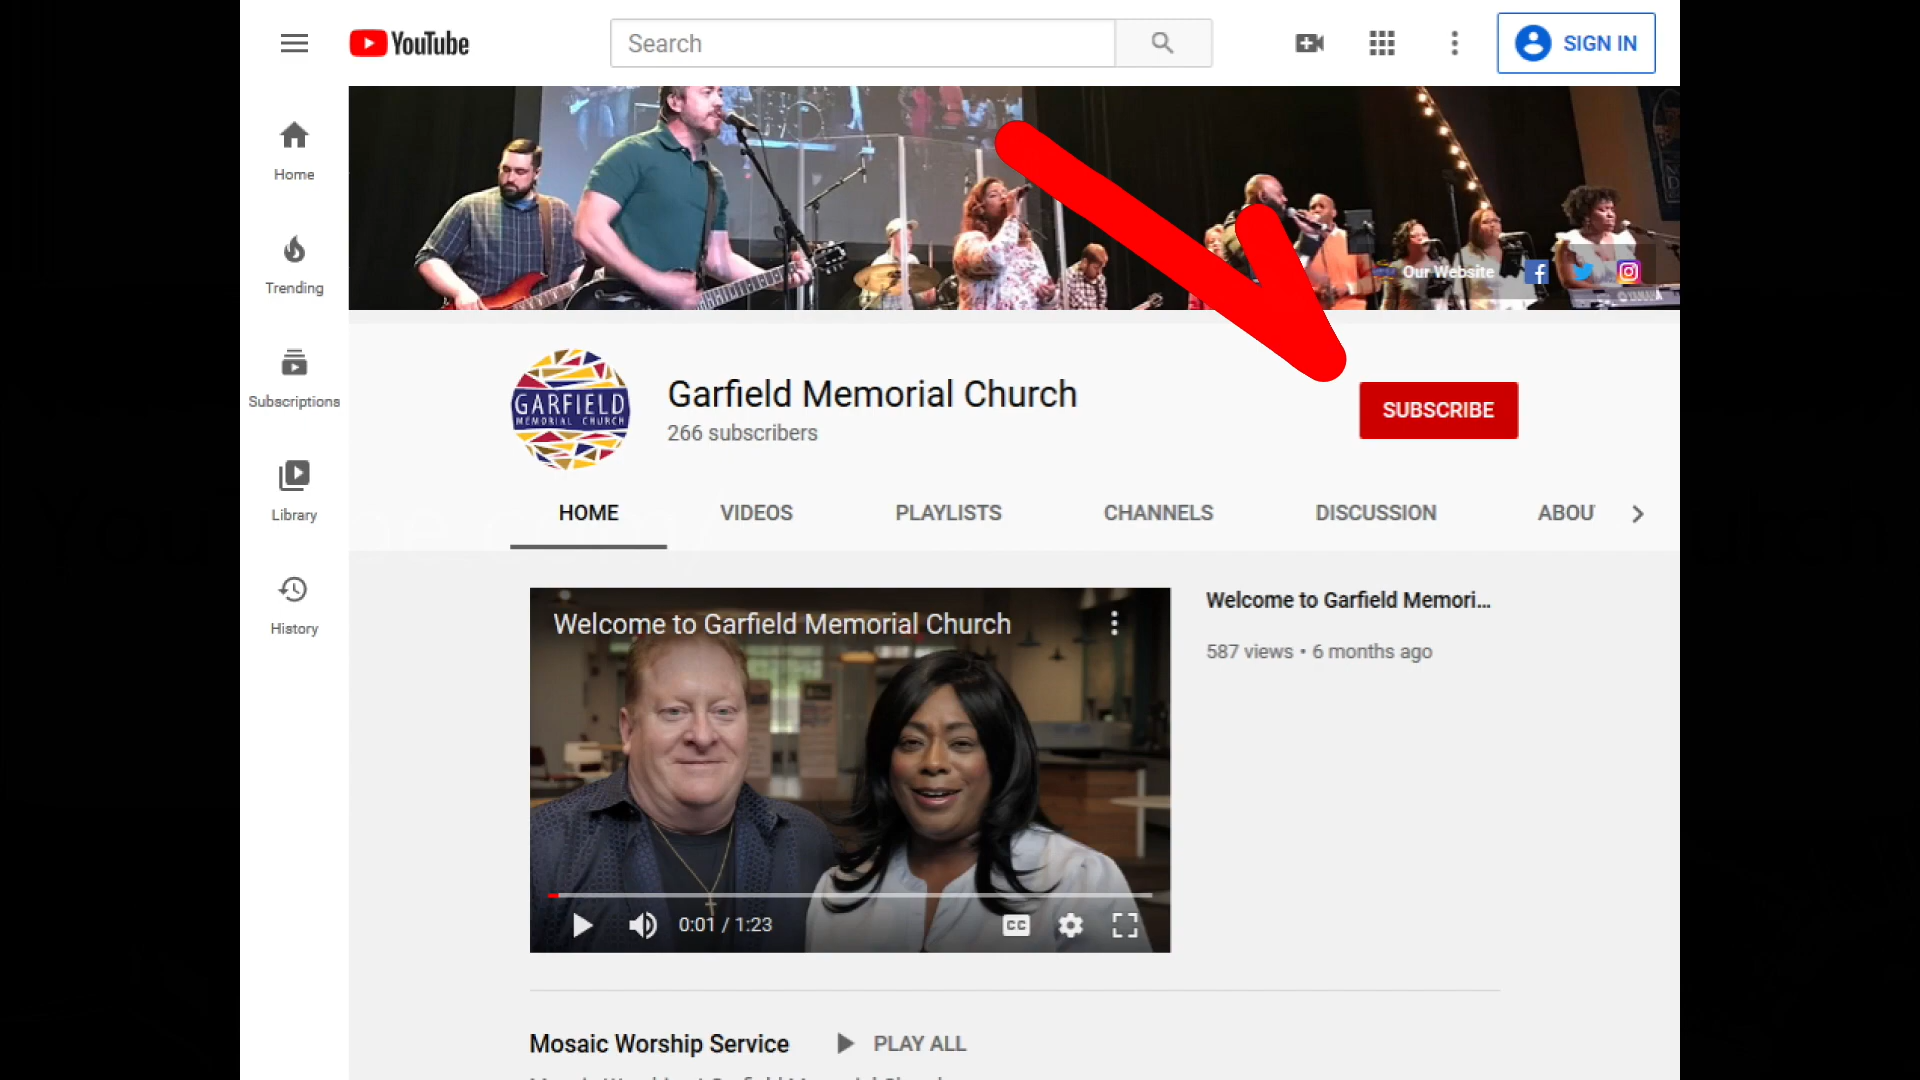 YouTube
Search
SIGN IN
Home
Trending
Subscriptions
Library
History
Our Website
GARFIELD
MEMORIAL CHURCH
Garfield Memorial Church
266 subscribers
SUBSCRIBE
HOME VIDEOS PLAYLISTS CHANNELS DISCUSSION ABOU
Welcome to Garfield Memorial Church
0:01 / 1:23
CC
Welcome to Garfield Memori...
587 views • 6 months ago
Mosaic Worship Service PLAY ALL